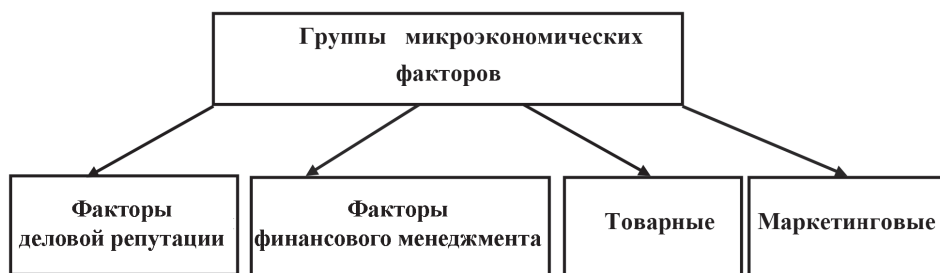 Группы микроэкономических
факторов
Факторы
деловой репутации
Факторы
финансового менеджмента
Товарные
Маркетинговые